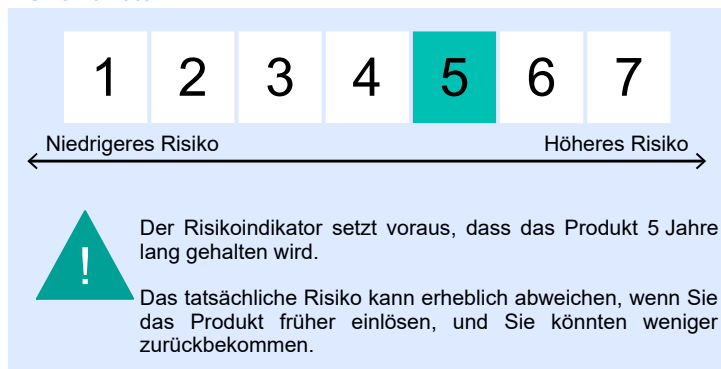 1 2 3 4 5 6 7
Niedrigeres Risiko Höheres Risiko
!
Der Risikoindikator setzt voraus, dass das Produkt 5 Jahre
lang gehalten wird.
Das tatsächliche Risiko kann erheblich abweichen, wenn Sie
das Produkt früher einlösen, und Sie könnten weniger
zurückbekommen.